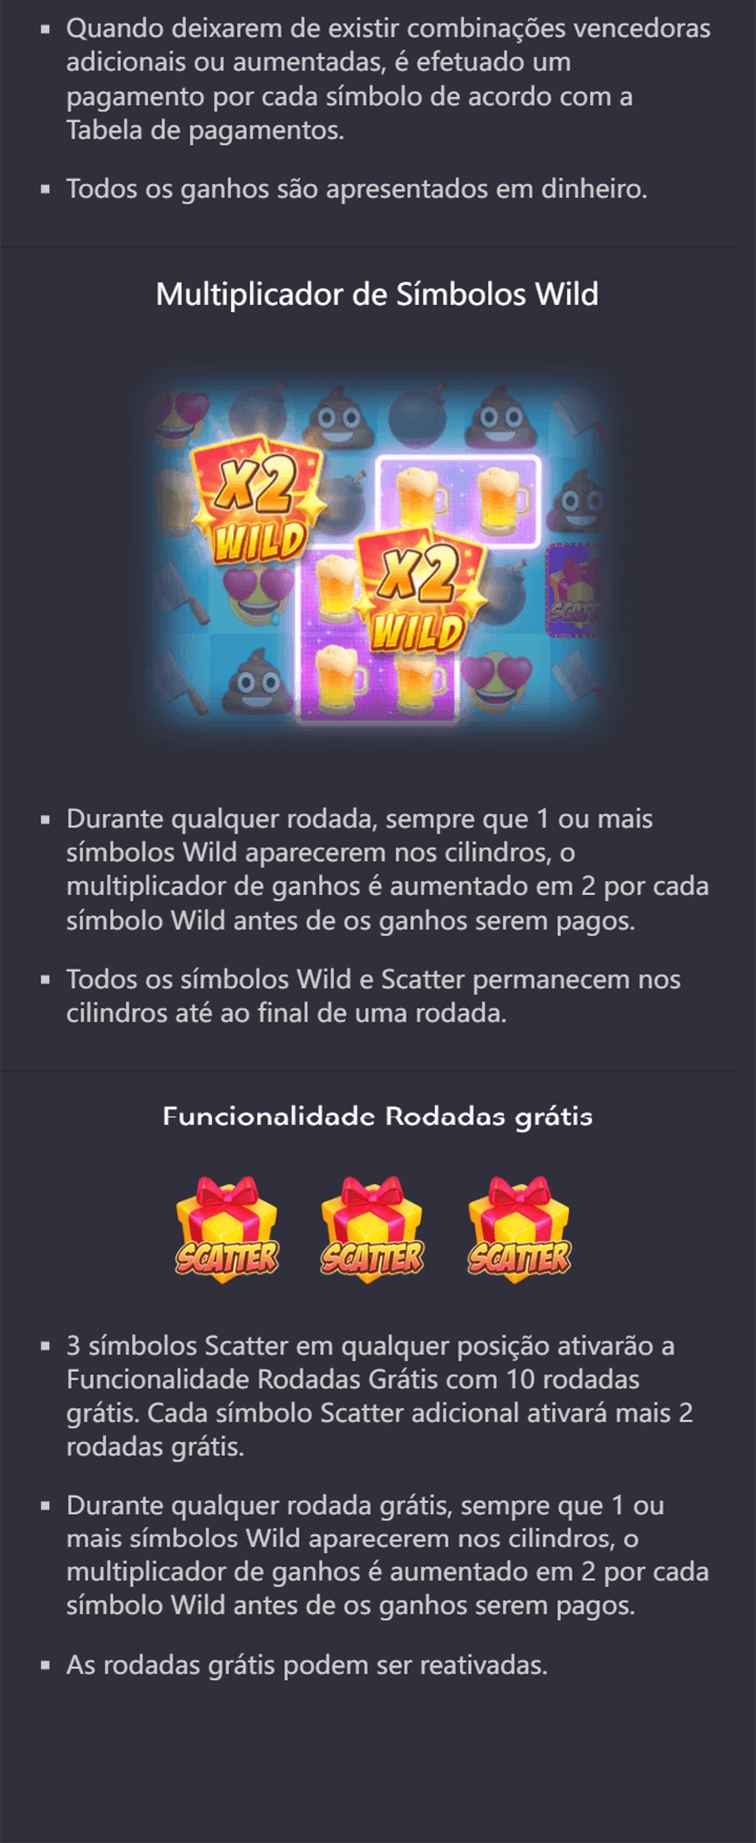 ▪ Quando deixarem de existir combinações vencedoras
adicionais ou aumentadas, é efetuado um
pagamento por cada símbolo de acordo com a
Tabela de pagamentos.
▪ Todos os ganhos são apresentados em dinheiro.
Multiplicador de Símbolos Wild
X2
WILD
X2
WILD
SCATTER
▪ Durante qualquer rodada, sempre que 1 ou mais
símbolos Wild aparecerem nos cilindros, o
multiplicador de ganhos é aumentado em 2 por cada
símbolo Wild antes de os ganhos serem pagos.
▪ Todos os símbolos Wild e Scatter permanecem nos
cilindros até ao final de uma rodada.
Funcionalidade Rodadas grátis
SCATTER SCATTER SCATTER
▪ 3 símbolos Scatter em qualquer posição ativarão a
Funcionalidade Rodadas Grátis com 10 rodadas
grátis. Cada símbolo Scatter adicional ativará mais 2
rodadas grátis.
▪ Durante qualquer rodada grátis, sempre que 1 ou
mais símbolos Wild aparecerem nos cilindros, o
multiplicador de ganhos é aumentado em 2 por cada
símbolo Wild antes de os ganhos serem pagos.
▪ As rodadas grátis podem ser reativadas.